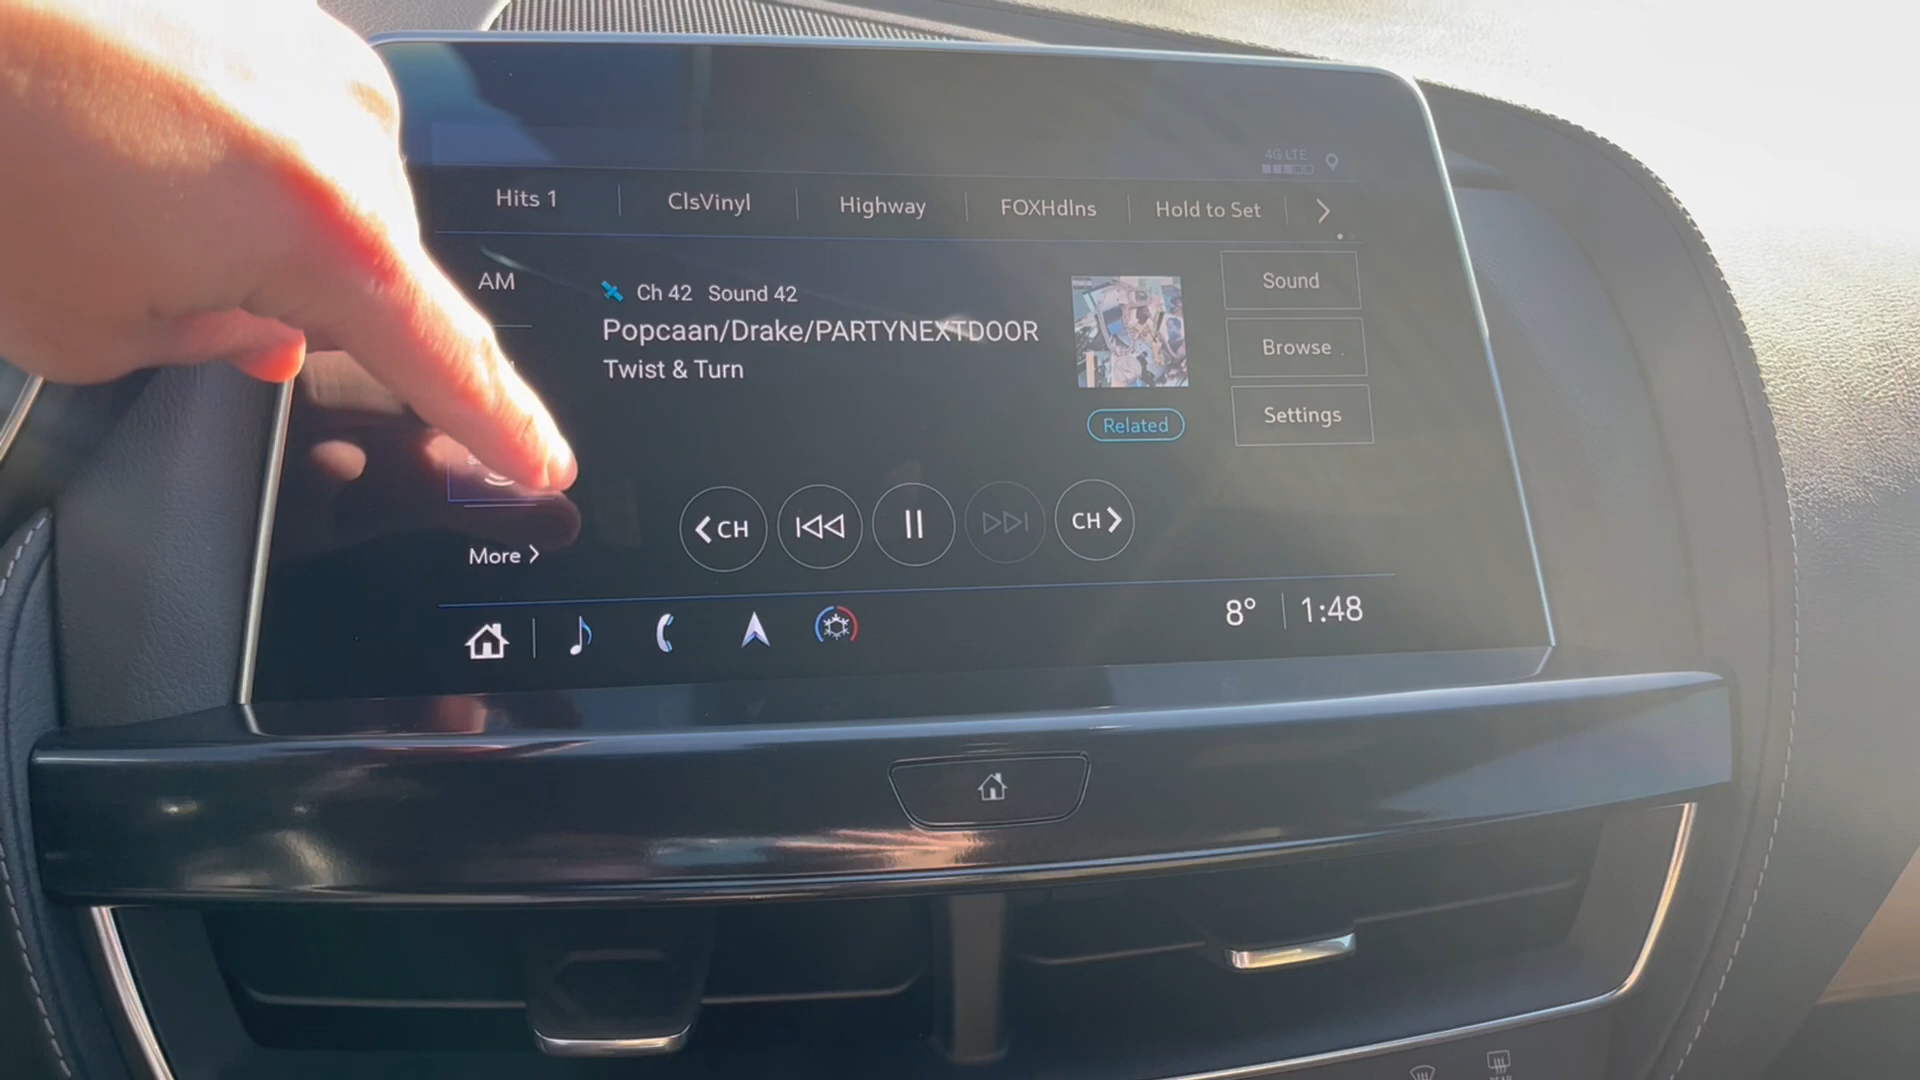 4G LTE
Hits 1
ClsVinyl
Highway
FOXHdlns
Hold to Set
AM
Ch 42 Sound 42
Popcaan/Drake/PARTYNEXTDOOR
Twist & Turn
Related
Sound
Browse
Settings
CH
CH
More
8° 1:48